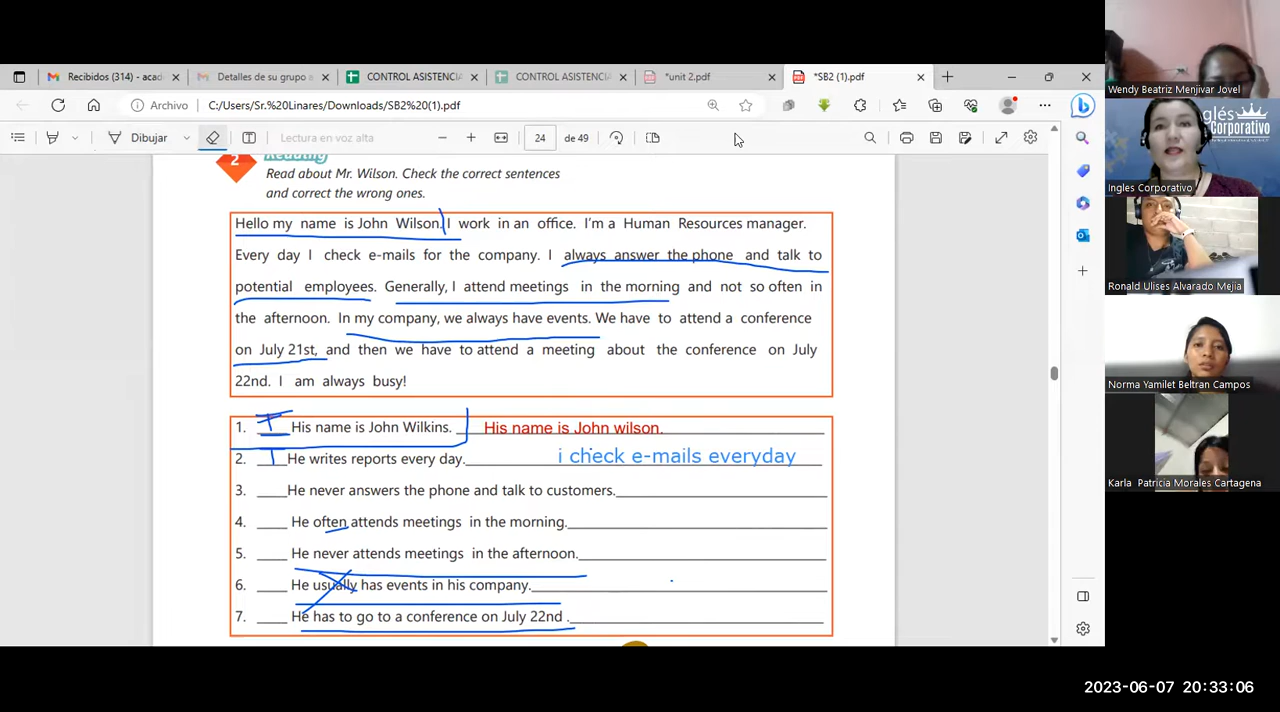 Recibidos (314) - acad
Detalles de su grupo a
CONTROL ASISTENCIA
CONTROL ASISTENCIA
*unit 2.pdf
*SB2 (1).pdf
Archivo
C:/Users/Sr.%20Linares/Downloads/SB2%20(1).pdf
Dibujar
Lectura en voz alta
24
de 49
2
Reading
Read about Mr. Wilson. Check the correct sentences
and correct the wrong ones.
Hello my name is John Wilson. I work in an office. I'm a Human Resources manager.
Every day I check e-mails for the company. I always answer the phone and talk to
potential employees. Generally, I attend meetings in the morning and not so often in
the afternoon. In my company, we always have events. We have to attend a conference
on July 21st, and then we have to attend a meeting about the conference on July
22nd. I am always busy!
1. ____ His name is John Wilkins. His name is John wilson.
2. ____He writes reports every day. i check e-mails everyday
3. ____He never answers the phone and talk to customers.
4. ____ He often attends meetings in the morning.
5. ____ He never attends meetings in the afternoon.
6. ____ He usually has events in his company.
7. ____ He has to go to a conference on July 22nd .
Wendy Beatriz Menjivar Jovel
glés
Corporativo
Ingles Corporativo
Ronald Ulises Alvarado Mejia
Norma Yamilet Beltran Campos
Karla Patricia Morales Cartagena
2023-06-07 20:33:06